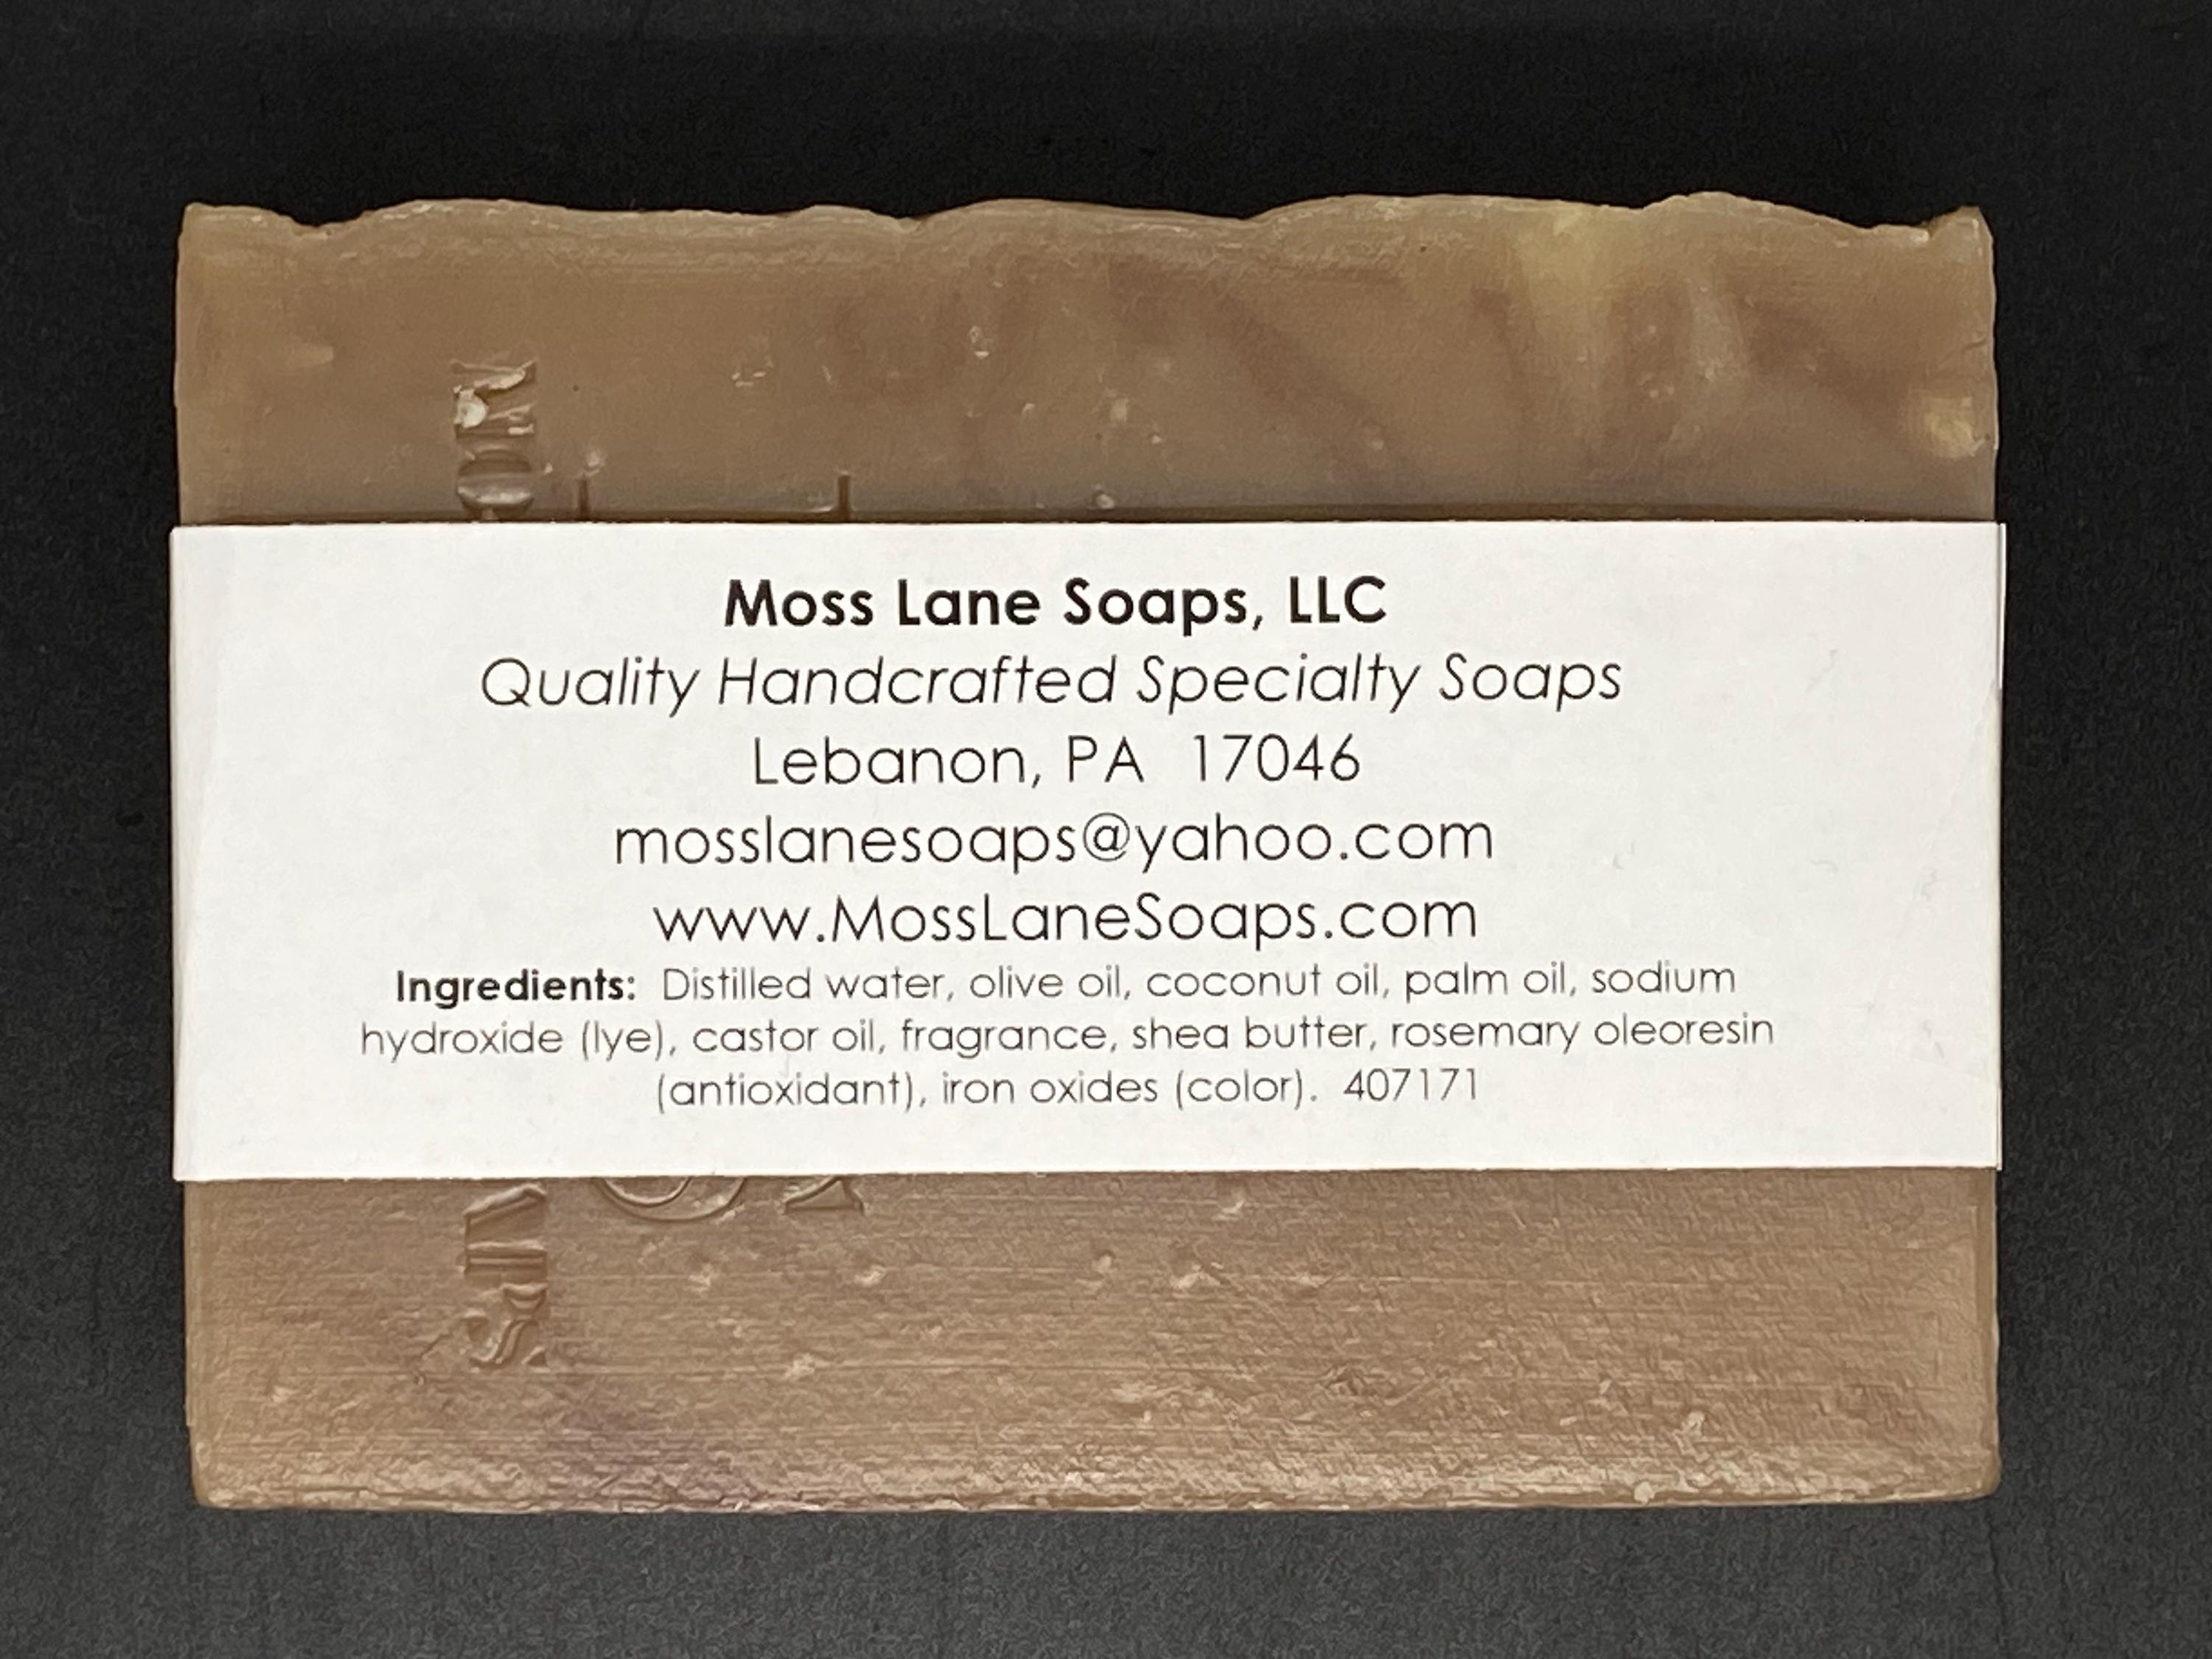 Moss Lane Soaps, LLC
Quality Handcrafted Specialty Soaps
Lebanon, PA 17046
mosslanesoaps@yahoo.com
www.MossLaneSoaps.com
Ingredients: Distilled water, olive oil, coconut oil, palm oil, sodium
hydroxide (lye), castor oil, fragrance, shea butter, rosemary oleoresin
(antioxidant), iron oxides (color). 407171